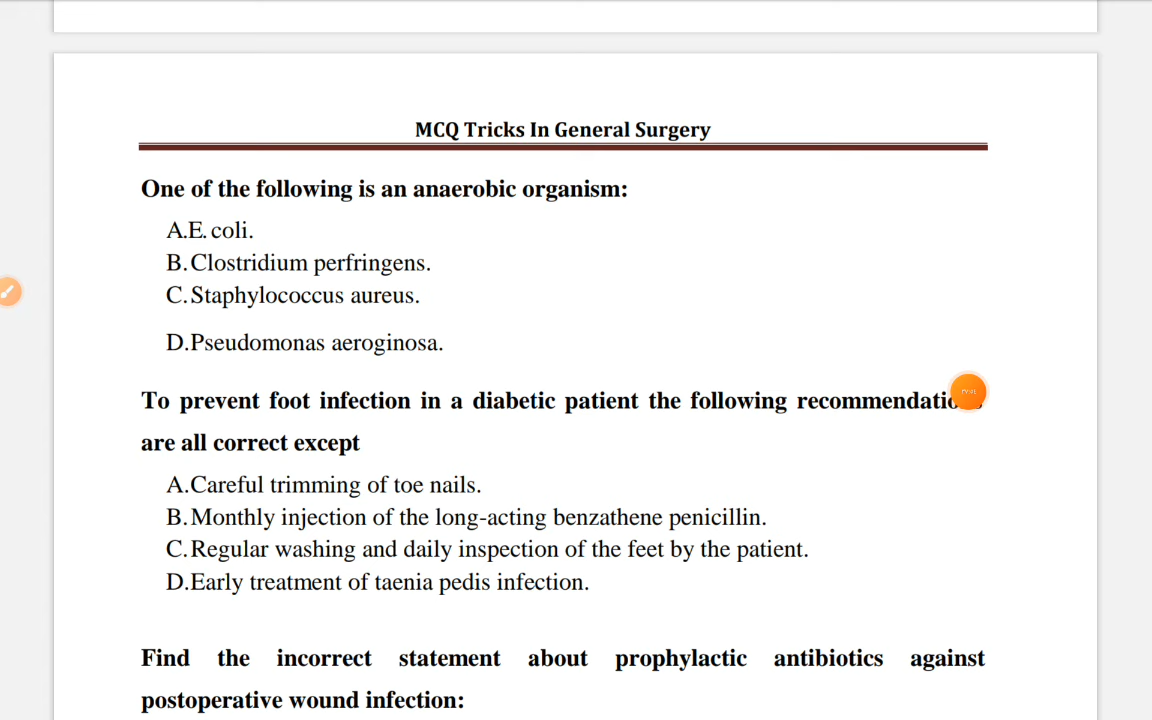 MCQ Tricks In General Surgery
One of the following is an anaerobic organism:
A.E. coli.
B.Clostridium perfringens.
C.Staphylococcus aureus.
D.Pseudomonas aeroginosa.
To prevent foot infection in a diabetic patient the following
are all correct except
A.Careful trimming of toe nails.
B.Monthly injection of the long-acting benzathene penicillin.
C.Regular washing and daily inspection of the feet by the patient.
D.Early treatment of taenia pedis infection.
Find the incorrect statement about prophylactic antibiotics against
postoperative wound infection: